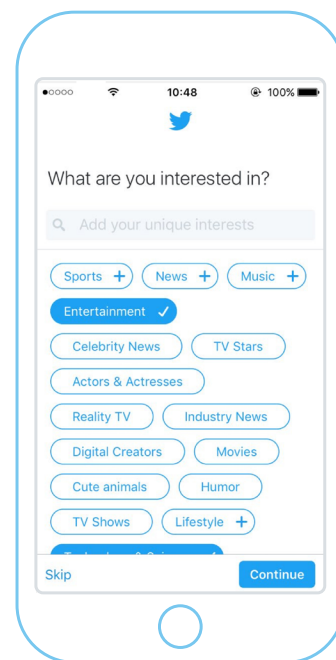 10:48 100%
What are you interested in?
Add your unique interests
Sports + News + Music +
Entertainment ✓
Celebrity News TV Stars
Actors & Actresses
Reality TV Industry News
Digital Creators Movies
Cute animals Humor
TV Shows Lifestyle +
Skip Continue